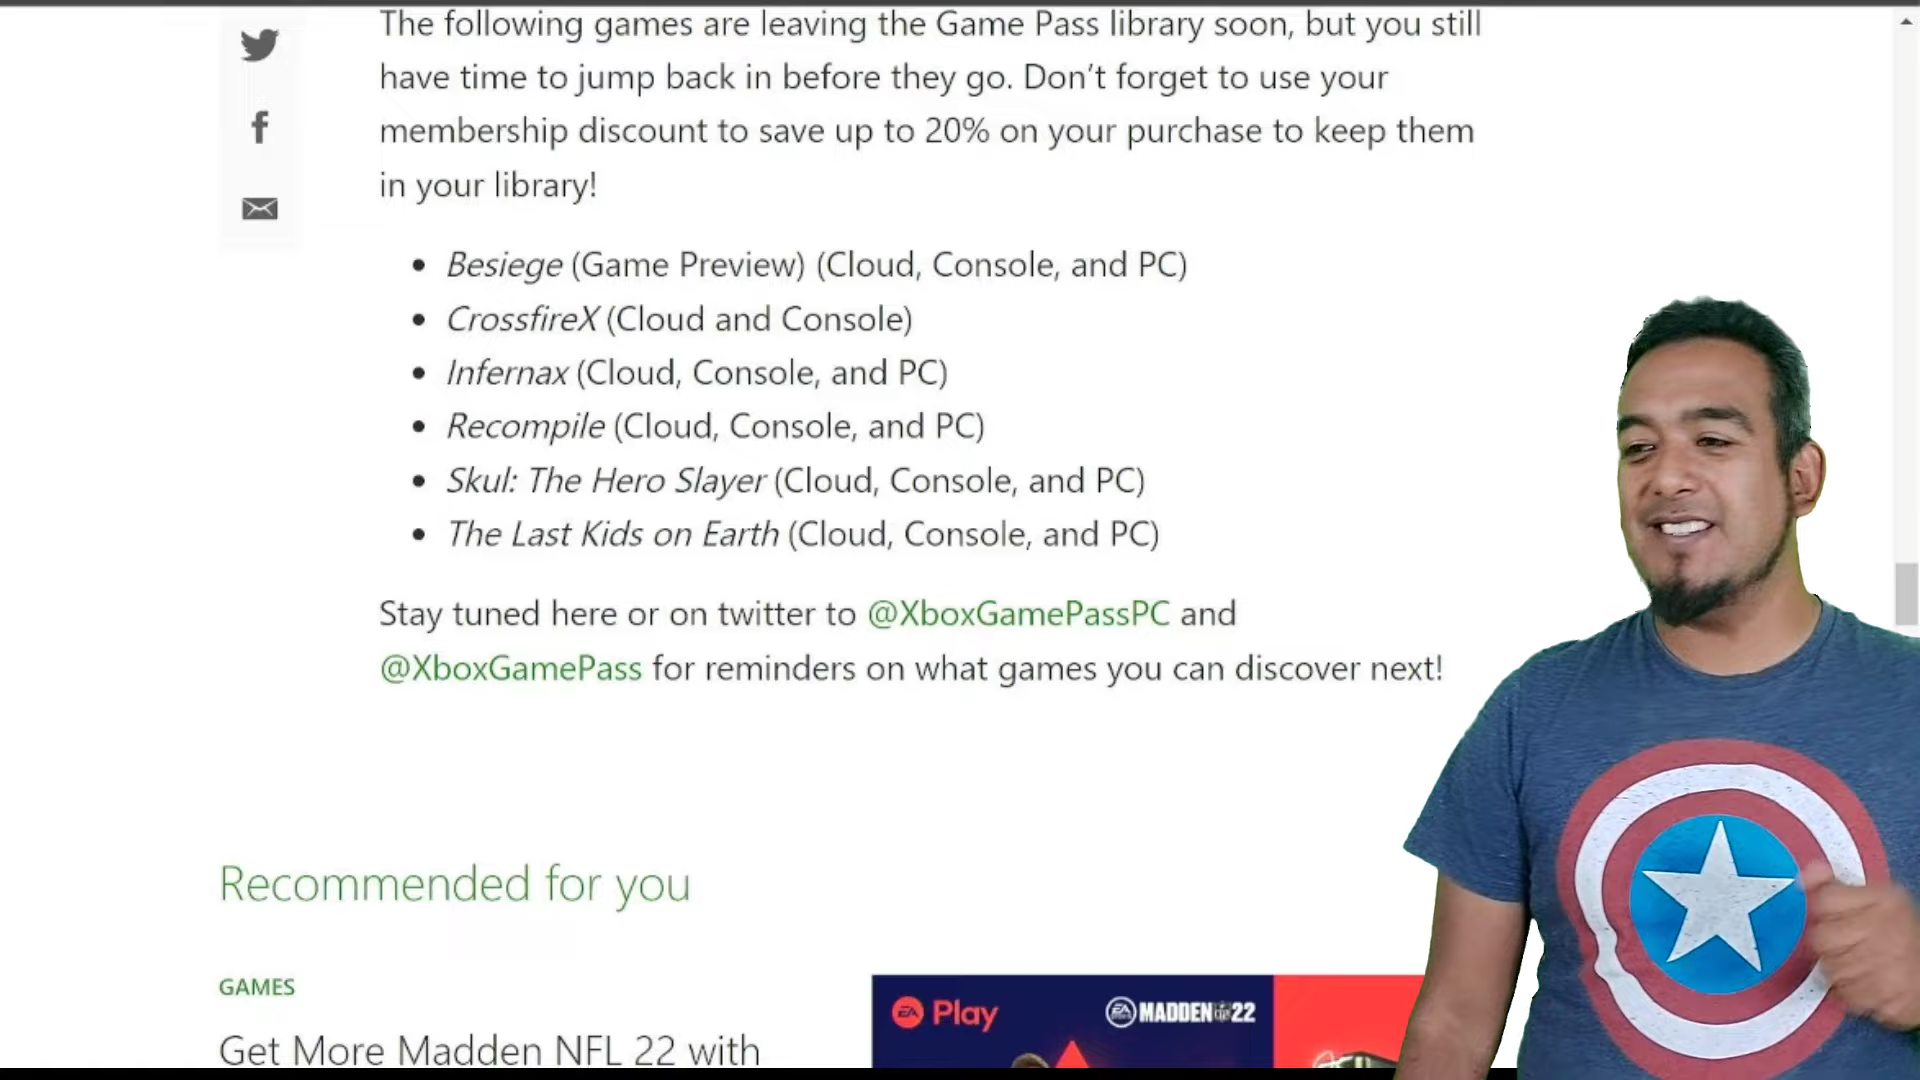 The following games are leaving the Game Pass library soon, but you still
have time to jump back in before they go. Don’t forget to use your
membership discount to save up to 20% on your purchase to keep them
in your library!
• Besiege (Game Preview) (Cloud, Console, and PC)
• CrossfireX (Cloud and Console)
• Infernax (Cloud, Console, and PC)
• Recompile (Cloud, Console, and PC)
• Skul: The Hero Slayer (Cloud, Console, and PC)
• The Last Kids on Earth (Cloud, Console, and PC)
Stay tuned here or on twitter to @XboxGamePassPC and
@XboxGamePass for reminders on what games you can discover next!
Recommended for you
GAMES
Get More Madden NFL 22 with
EA Play
EA MADDEN NFL 22